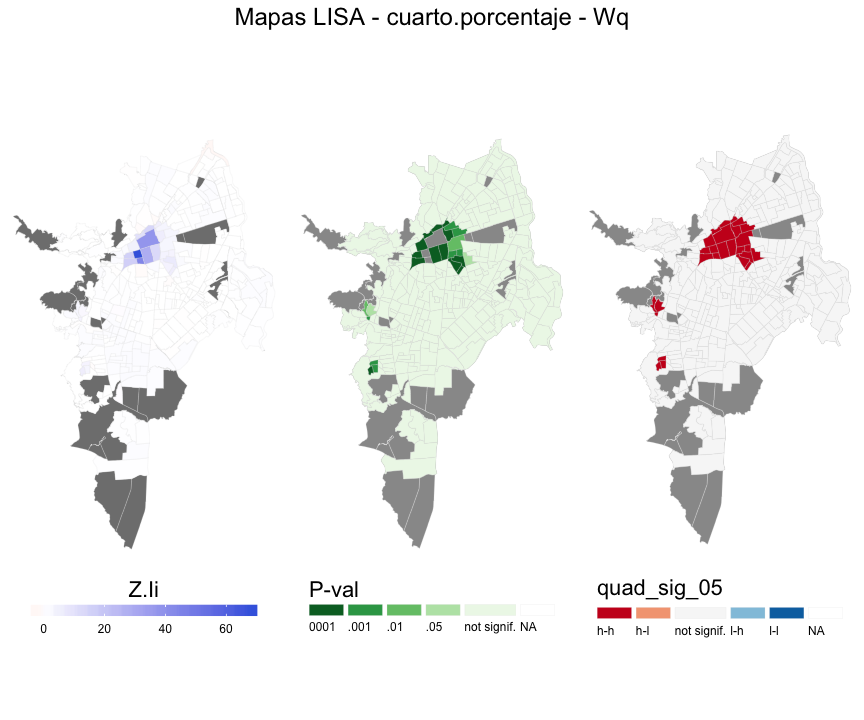 Mapas LISA - cuarto.porcentaje - Wq
Z.li
0 20 40 60
P-val
0001 .001 .01 .05 not signif. NA
quad_sig_05
h-h h-l not signif. l-h l-l NA